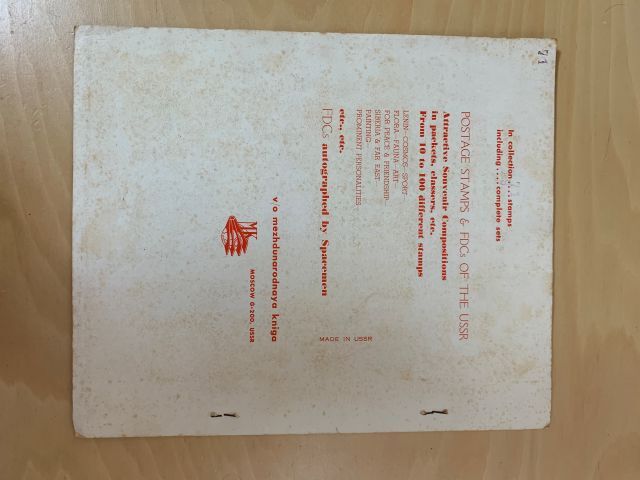 71
In collection....stamps
including....complete sets
POSTAGE STAMPS & FDCs OF THE USSR
Attractive Souvenir Compositions
in packets, classers, etc.
From 10 to 100 different stamps
LENIN—COSMOS—SPORT—
FLORA—FAUNA—ART—
FOR PEACE & FRIENDSHIP—
SIBERIA & FAR EAST—
PAINTING—
PROMINENT PERSONALITIES—
etc., etc.
FDCs autographed by Spacemen
MADE IN USSR
MK
v/o mezhdunarodnaya kniga
MOSCOW G-200, USSR